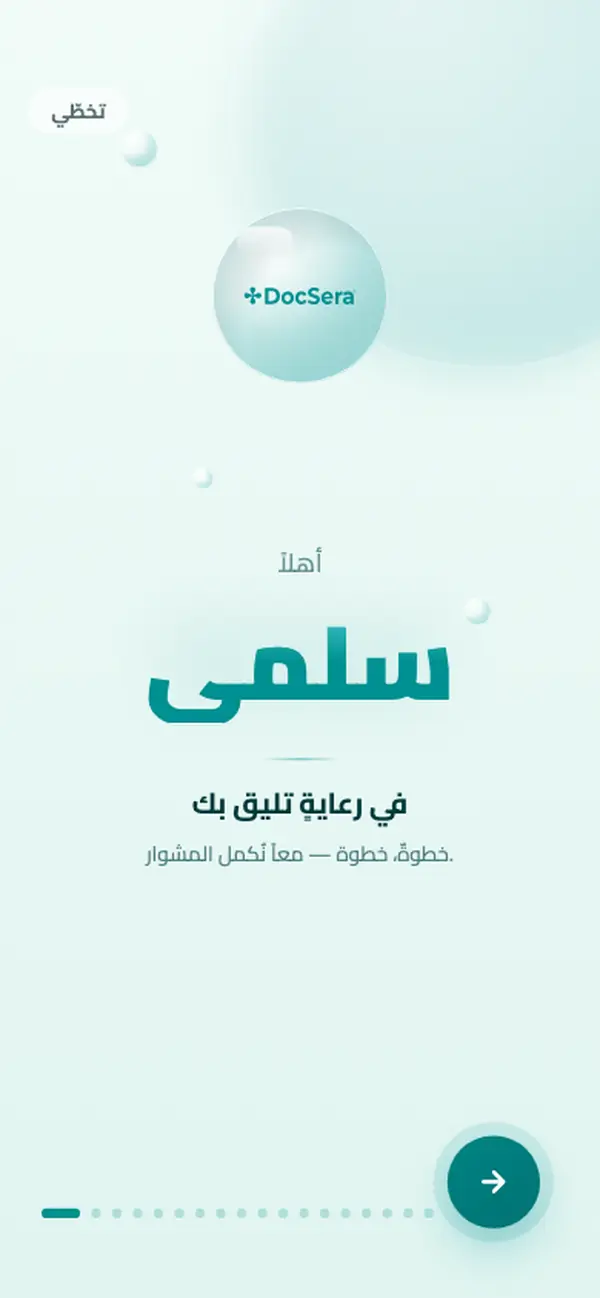 تخطّي
DocSera
أهلاً
سلمى
في رعايةٍ تليق بك
.خطوةٌ، خطوة — معاً نُكمل المشوار